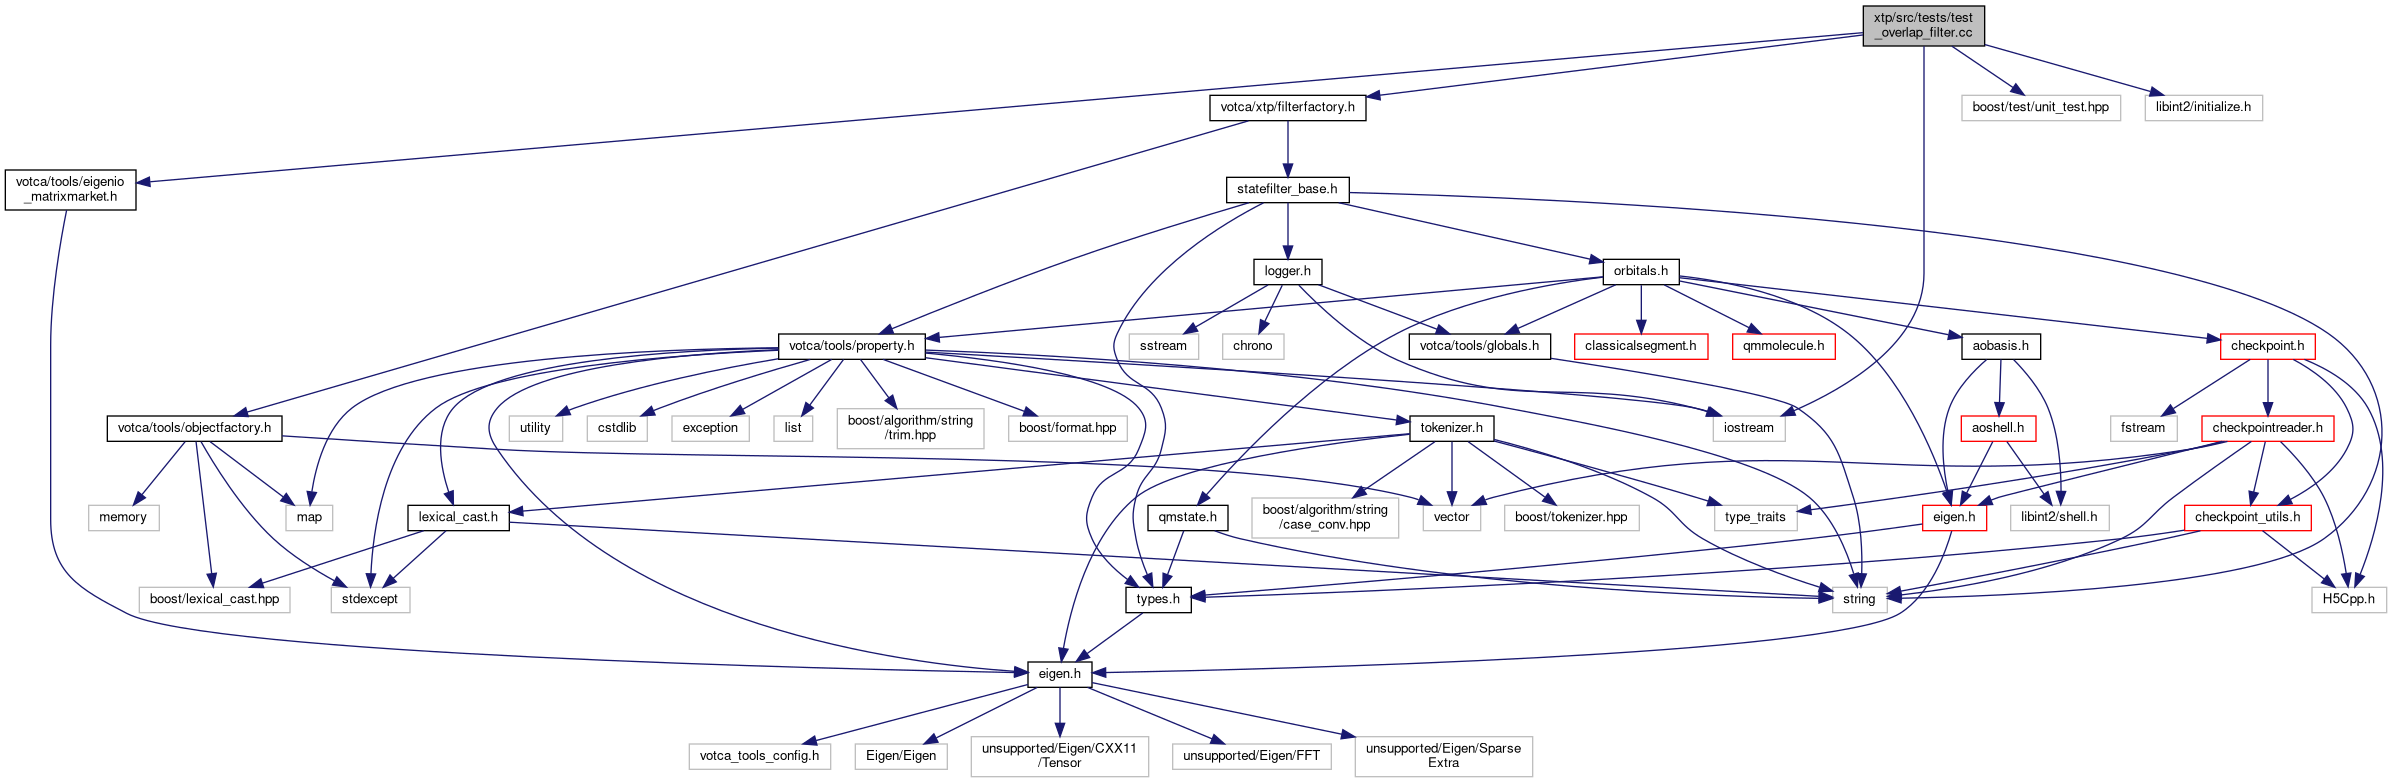 xtp/src/tests/test
_overlap_filter.cc
votca/xtp/filterfactory.h
boost/test/unit_test.hpp
libint2/initialize.h
votca/tools/eigenio
_matrixmarket.h
statefilter_base.h
logger.h
orbitals.h
votca/tools/property.h
sstream
chrono
votca/tools/globals.h
classicalsegment.h
qmmolecule.h
aobasis.h
checkpoint.h
votca/tools/objectfactory.h
utility
cstdlib
exception
list
boost/algorithm/string
/trim.hpp
boost/format.hpp
tokenizer.h
iostream
aoshell.h
fstream
checkpointreader.h
memory
map
lexical_cast.h
qmstate.h
boost/algorithm/string
/case_conv.hpp
vector
boost/tokenizer.hpp
type_traits
eigen.h
libint2/shell.h
checkpoint_utils.h
boost/lexical_cast.hpp
stdexcept
types.h
string
H5Cpp.h
eigen.h
votca_tools_config.h
Eigen/Eigen
unsupported/Eigen/CXX11
/Tensor
unsupported/Eigen/FFT
unsupported/Eigen/Sparse
Extra